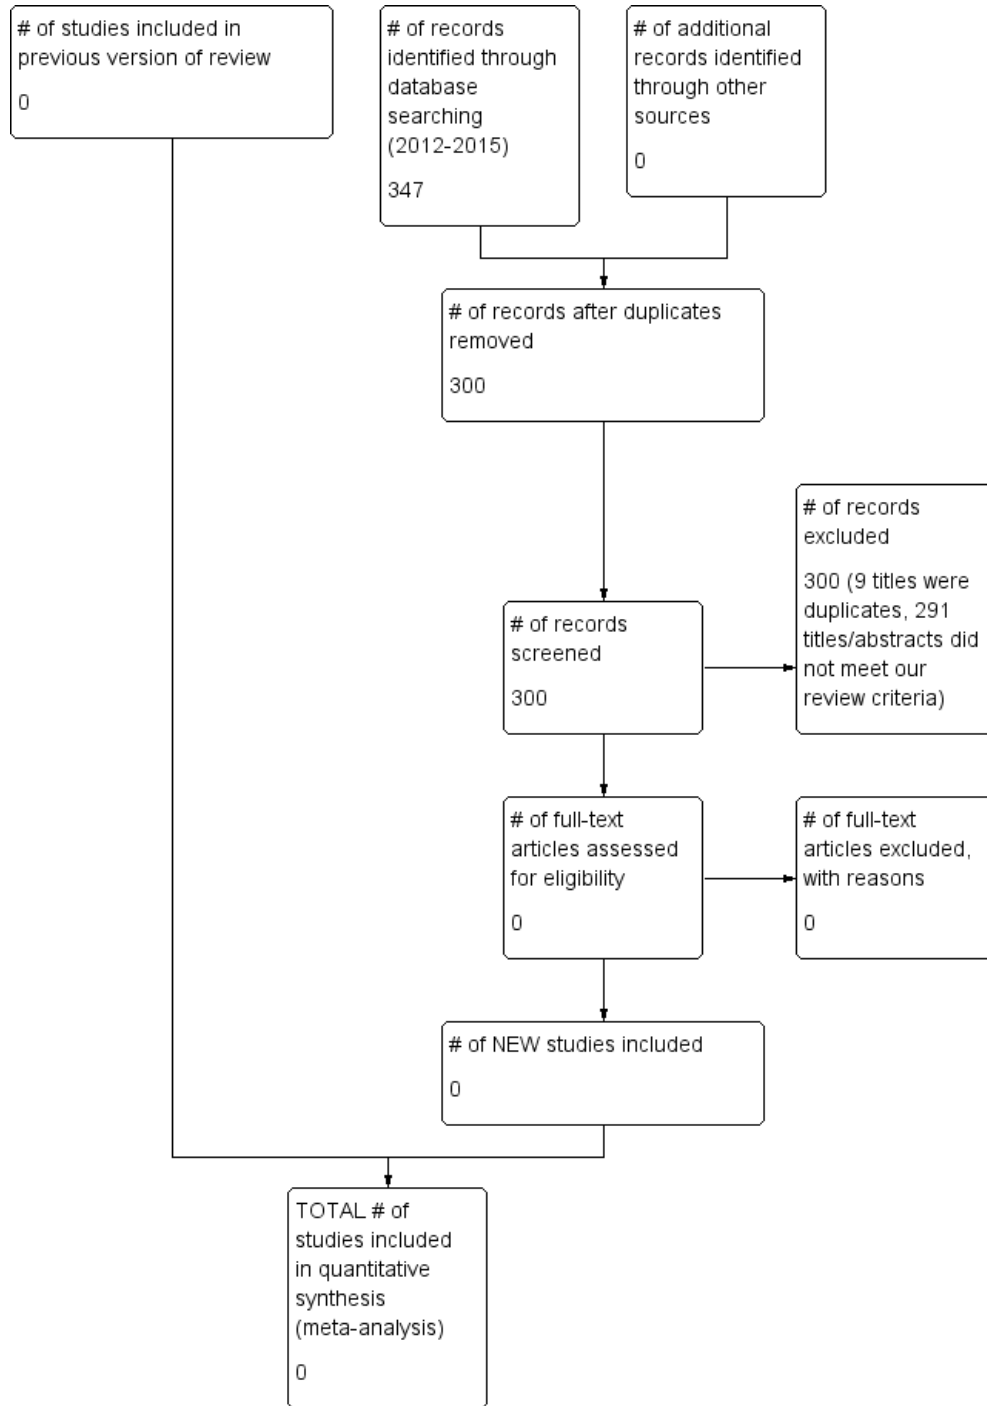 # of studies included in
previous version of review
0
# of records
identified through
database
searching
(2012-2015)
347
# of additional
records identified
through other
sources
0
# of records after duplicates
removed
300
# of records
screened
300
# of records
excluded
300 (9 titles were
duplicates, 291
titles/abstracts did
not meet our
review criteria)
# of full-text
articles assessed
for eligibility
0
# of full-text
articles excluded,
with reasons
0
# of NEW studies included
0
TOTAL # of
studies included
in quantitative
synthesis
(meta-analysis)
0